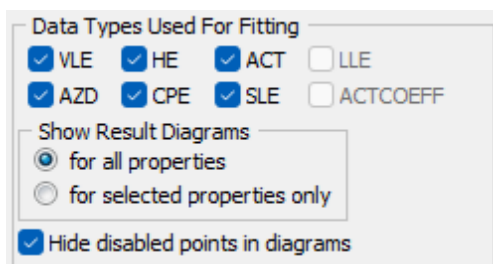 Data Types Used For Fitting
VLE HE ACT LLE
AZD CPE SLE ACTCOEFF
Show Result Diagrams
for all properties
for selected properties only
Hide disabled points in diagrams